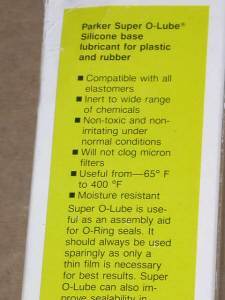 Parker Super O-Lube®
Silicone base
lubricant for plastic
and rubber
■ Compatible with all
elastomers
■ Inert to wide range
of chemicals
■ Non-toxic and non-
irritating under
normal conditions
■ Will not clog micron
filters
■ Useful from—65° F
to 400 °F
■ Moisture resistant
Super O-Lube is use-
ful as an assembly aid
for O-Ring seals. It
should always be used
sparingly as only a
thin film is necessary
for best results. Super
O-Lube can also im-
prove sealability in